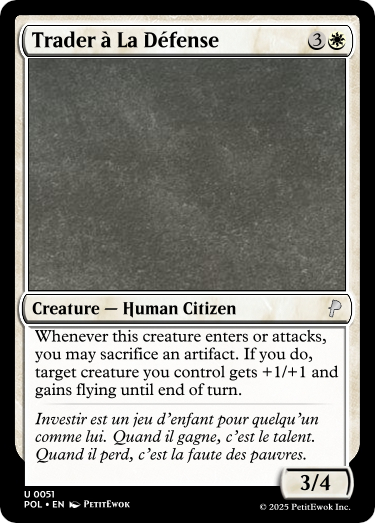 Trader à La Défense 3
Creature — Human Citizen
Whenever this creature enters or attacks,
you may sacrifice an artifact. If you do,
target creature you control gets +1/+1 and
gains flying until end of turn.
Investir est un jeu d'enfant pour quelqu'un
comme lui. Quand il gagne, c'est le talent.
Quand il perd, c'est la faute des pauvres.
3/4
U 0051
POL • EN PetitEwok
© 2025 PetitEwok Inc.